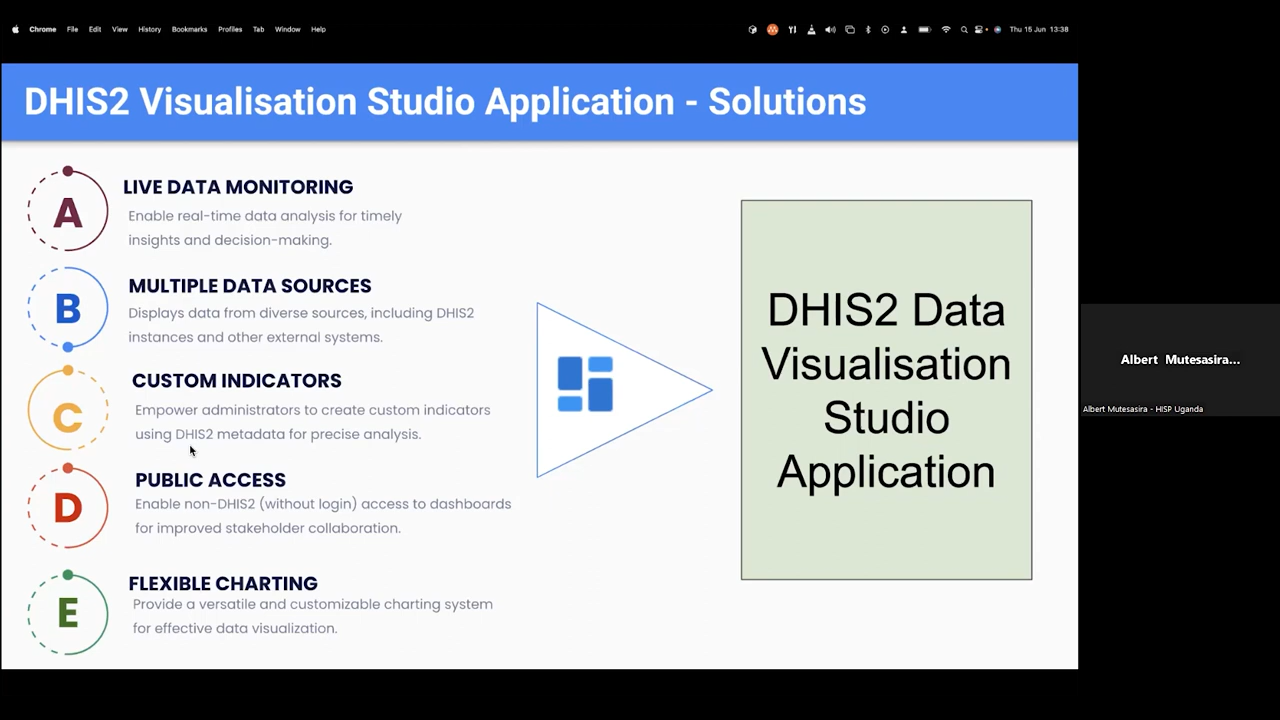 Chrome File Edit View History Bookmarks Profiles Tab Window Help Thu 15 Jun 13:38
DHIS2 Visualisation Studio Application - Solutions
A
LIVE DATA MONITORING
Enable real-time data analysis for timely
insights and decision-making.
B
MULTIPLE DATA SOURCES
Displays data from diverse sources, including DHIS2
instances and other external systems.
C
CUSTOM INDICATORS
Empower administrators to create custom indicators
using DHIS2 metadata for precise analysis.
D
PUBLIC ACCESS
Enable non-DHIS2 (without login) access to dashboards
for improved stakeholder collaboration.
E
FLEXIBLE CHARTING
Provide a versatile and customizable charting system
for effective data visualization.
DHIS2 Data
Visualisation
Studio
Application
Albert Mutesasira...
Albert Mutesasira - HISP Uganda